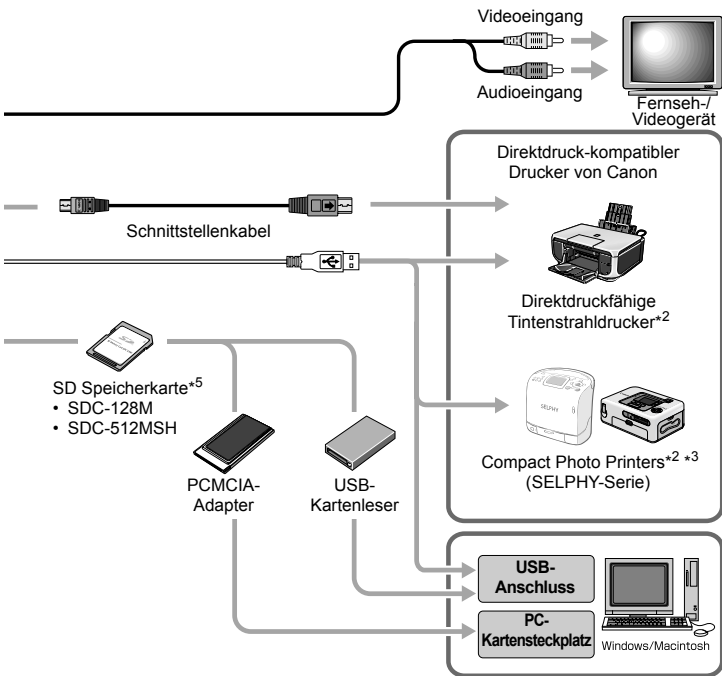 Videoeingang
Audioeingang
Fernseh-/
Videogerät
Direktdruck-kompatibler
Drucker von Canon
Schnittstellenkabel
Direktdruckfähige
Tintenstrahldrucker*2
SD Speicherkarte*5
• SDC-128M
• SDC-512MSH
PCMCIA-
Adapter
USB-
Kartenleser
SELPHY
Compact Photo Printers*2 *3
(SELPHY-Serie)
USB-
Anschluss
PC-
Kartensteckplatz
Windows/Macintosh